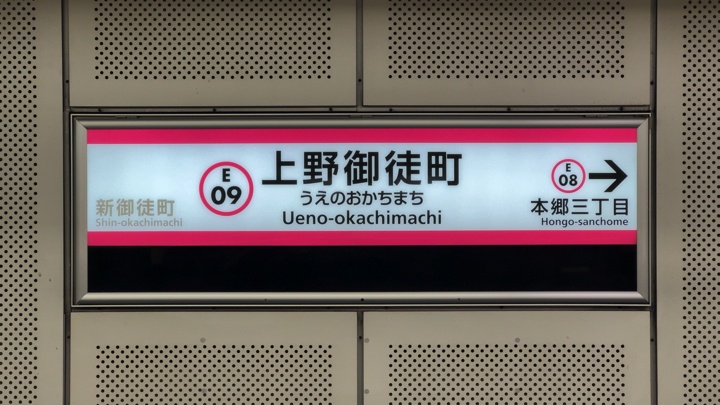 新御徒町
Shin-okachimachi
E
09
上野御徒町
うえのおかちまち
Ueno-okachimachi
E
08
本郷三丁目
Hongo-sanchome